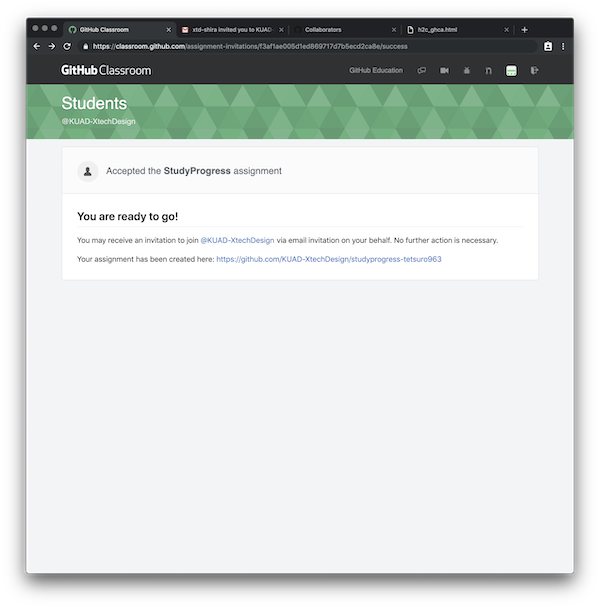 GitHub Classroom
xtd-shira invited you to KUAD-
Collaborators
h2c_ghca.html
https://classroom.github.com/assignment-invitations/f3af1ae005d1ed869717d7b5ecd2ca8e/success
GitHub Classroom
GitHub Education
Students
@KUAD-XtechDesign
Accepted the StudyProgress assignment
You are ready to go!
You may receive an invitation to join @KUAD-XtechDesign via email invitation on your behalf. No further action is necessary.
Your assignment has been created here: https://github.com/KUAD-XtechDesign/studyprogress-tetsuro963